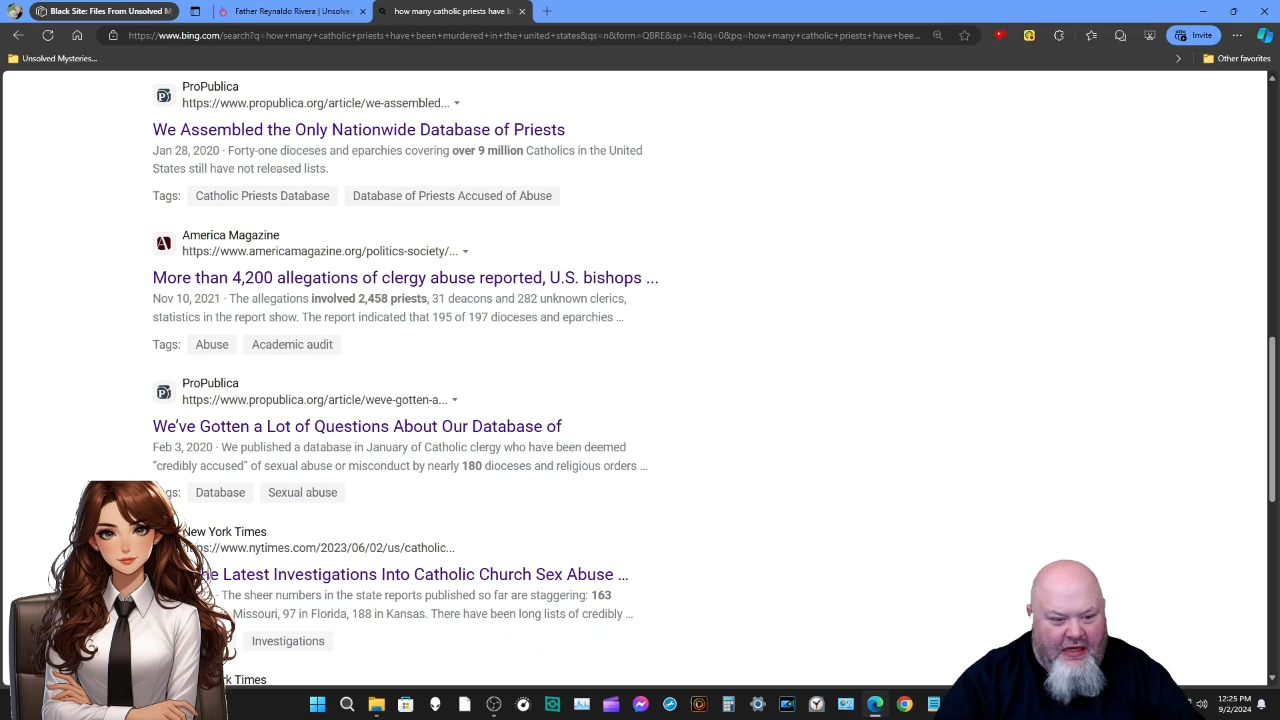 Black Site: Files From Unsolved M
Father Reynaldo Rivera Unsolved
how many catholic priests have b
https://www.bing.com/search?q=how+many+catholic+priests+have+been+murdered+in+the+united+states&qs=n&form=QBRE&sp=-1&lq=0&pq=how+many+catholic+priests+have+bee...
Invite
Unsolved Mysteries...
Other favorites
ProPublica
https://www.propublica.org/article/we-assembled...
We Assembled the Only Nationwide Database of Priests
Jan 28, 2020 · Forty-one dioceses and eparchies covering over 9 million Catholics in the United
States still have not released lists.
Tags: Catholic Priests Database Database of Priests Accused of Abuse
America Magazine
https://www.americamagazine.org/politics-society/...
More than 4,200 allegations of clergy abuse reported, U.S. bishops ...
Nov 10, 2021 · The allegations involved 2,458 priests, 31 deacons and 282 unknown clerics,
statistics in the report show. The report indicated that 195 of 197 dioceses and eparchies ...
Tags: Abuse Academic audit
ProPublica
https://www.propublica.org/article/weve-gotten-a...
We've Gotten a Lot of Questions About Our Database of
Feb 3, 2020 · We published a database in January of Catholic clergy who have been deemed
"credibly accused" of sexual abuse or misconduct by nearly 180 dioceses and religious orders ...
gs: Database Sexual abuse
New York Times
ttps://www.nytimes.com/2023/06/02/us/catholic...
e Latest Investigations Into Catholic Church Sex Abuse ...
· The sheer numbers in the state reports published so far are staggering: 163
Missouri, 97 in Florida, 188 in Kansas. There have been long lists of credibly ...
Investigations
rk Times
12:25 PM
9/2/2024